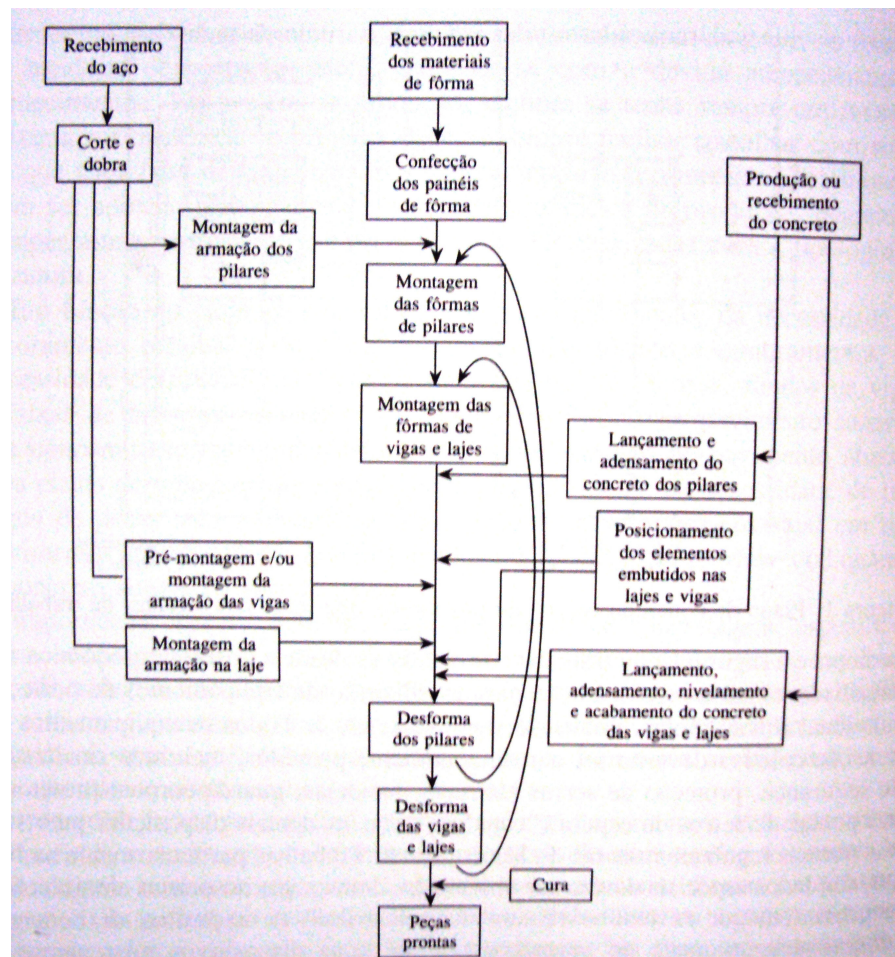 Recebimento
do aço
Recebimento
dos materiais
de fôrma
Corte e
dobra
Confecção
dos painéis
de fôrma
Produção ou
recebimento
do concreto
Montagem da
armação dos
pilares
Montagem
das fôrmas
de pilares
Montagem das
fôrmas de
vigas e lajes
Lançamento e
adensamento do
concreto dos pilares
Posicionamento
dos elementos
embutidos nas
lajes e vigas
Pré-montagem e/ou
montagem da
armação das vigas
Montagem da
armação na laje
Lançamento,
adensamento, nivelamento
e acabamento do concreto
das vigas e lajes
Desforma
dos pilares
Desforma
das vigas
e lajes
Cura
Peças
prontas